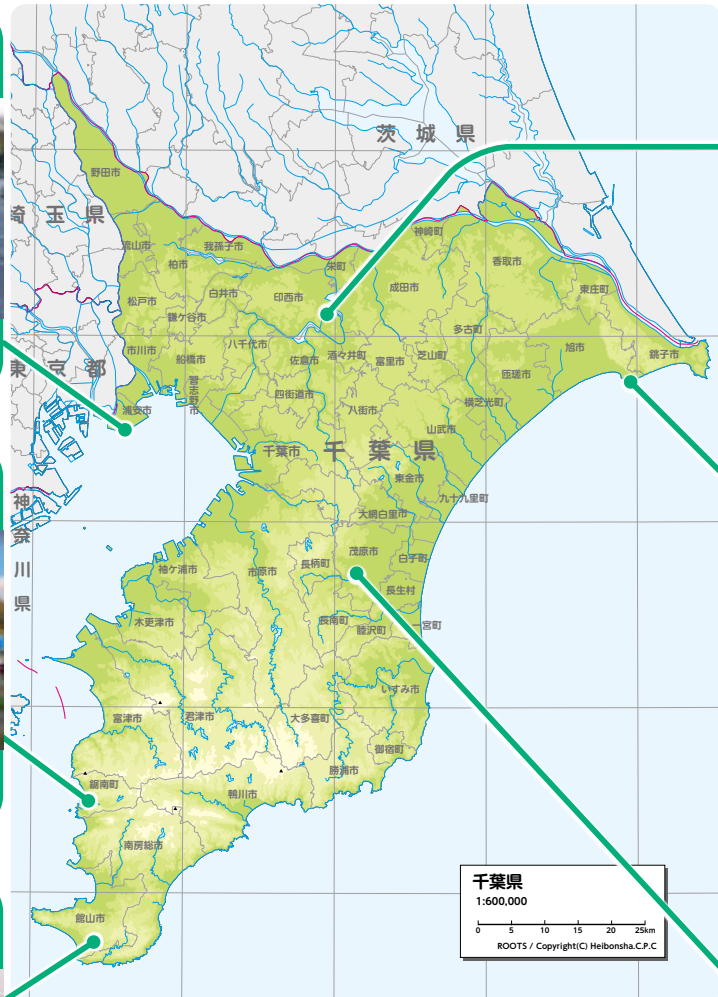 茨城県
野田市
埼玉県
神崎町
流山市
我孫子市
柏市
栄町
香取市
成田市
東庄町
白井市
印西市
松戸市
鎌ケ谷市
多古町
八千代市
市川市
船橋市
佐倉市
酒々井町
富里市
芝山町
旭市
銚子市
東京都
匝瑳市
習志野市
四街道市
横芝光町
浦安市
八街市
山武市
千葉市
千葉県
東金市
九十九里町
神奈川県
大網白里市
茂原市
白子町
袖ケ浦市
市原市
長柄町
長生村
木更津市
長南町
睦沢町
一宮町
いすみ市
富津市
君津市
大多喜町
御宿町
勝浦市
鋸南町
鴨川市
南房総市
館山市
千葉県
1:600,000
0 5 10 15 20 25km
ROOTS / Copyright(C) Heibonsha.C.P.C